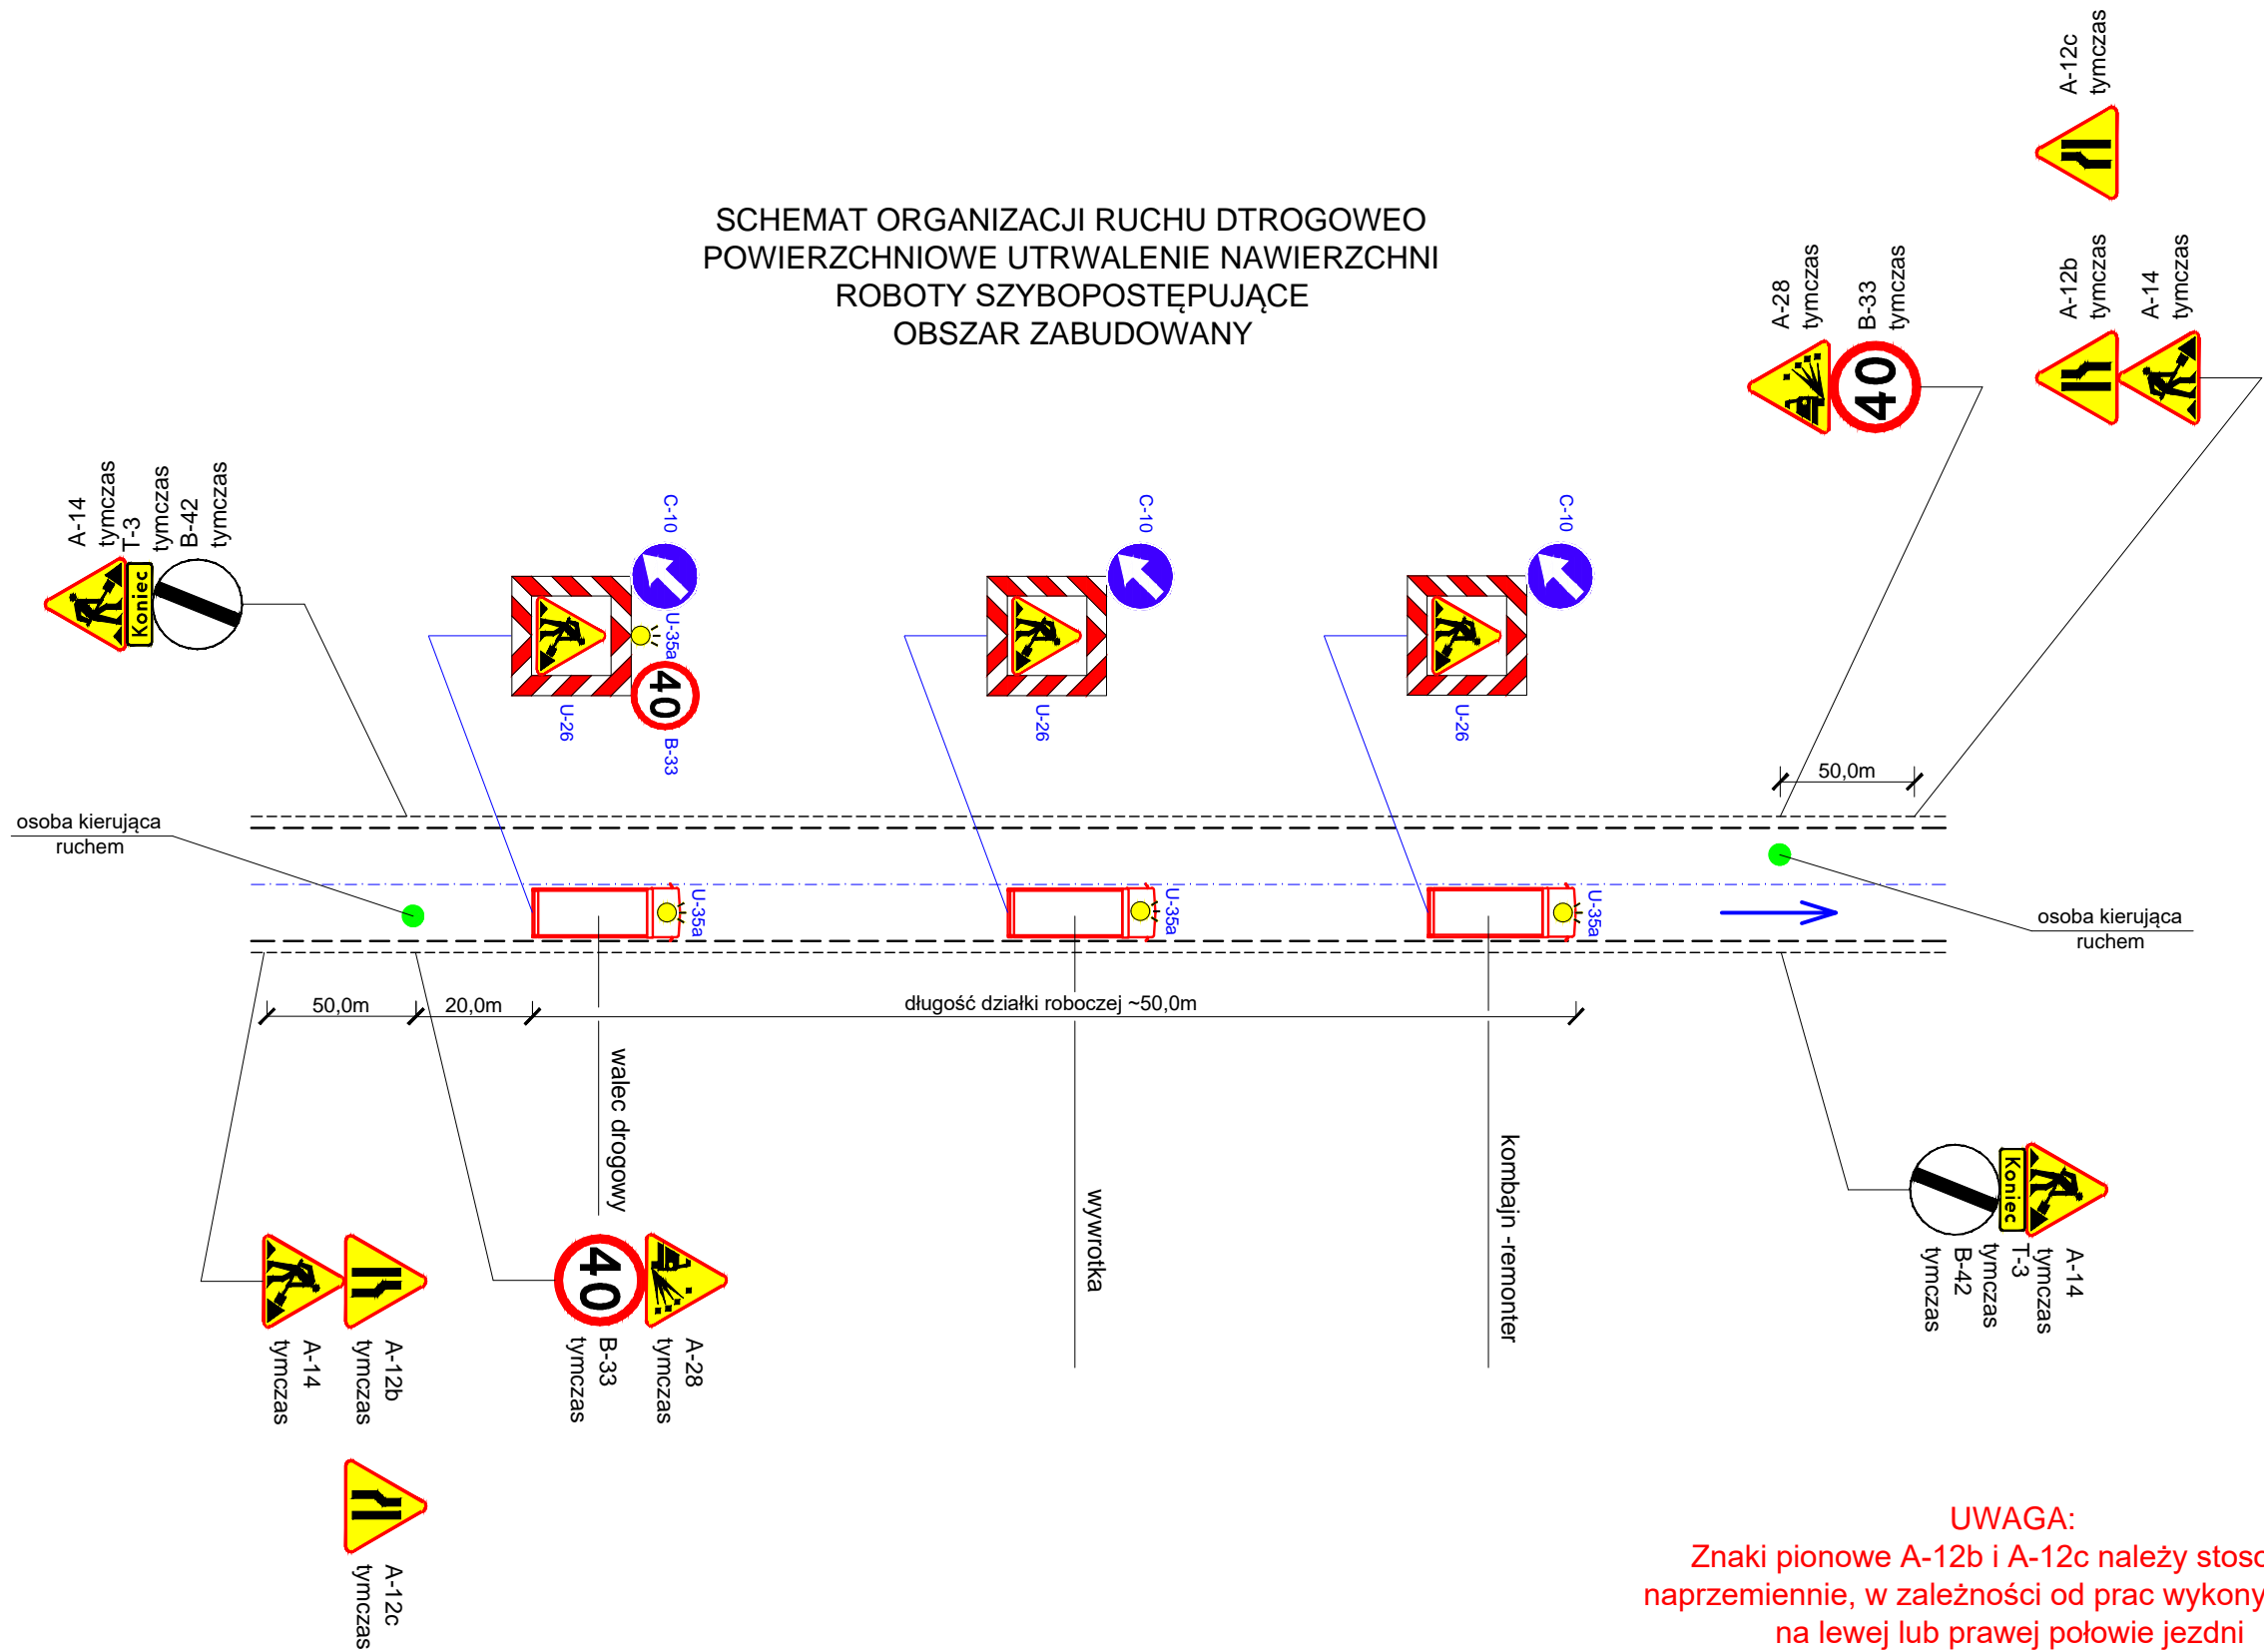 SCHEMAT ORGANIZACJI RUCHU DTROGOWEO
POWIERZCHNIOWE UTRWALENIE NAWIERZCHNI
ROBOTY SZYBOPOSTĘPUJĄCE
OBSZAR ZABUDOWANY
A-12c
tymczas
A-28
tymczas
B-33
tymczas
40
A-12b
tymczas
A-14
tymczas
A-14
tymczas
T-3
tymczas
B-42
tymczas
Koniec
C-10
U-35a
40
B-33
U-26
C-10
U-26
C-10
U-26
50,0m
osoba kierująca
ruchem
U-35a
U-35a
U-35a
osoba kierująca
ruchem
50,0m
20,0m
długość działki roboczej ~50,0m
walec drogowy
wywrotka
kombajn -remonter
Koniec
A-14
tymczas
T-3
tymczas
B-42
tymczas
A-12b
tymczas
A-14
tymczas
40
A-28
tymczas
B-33
tymczas
A-12c
tymczas
UWAGA:
Znaki pionowe A-12b i A-12c należy
naprzemiennie, w zależności od prac
na lewej lub prawej połowie jezdni